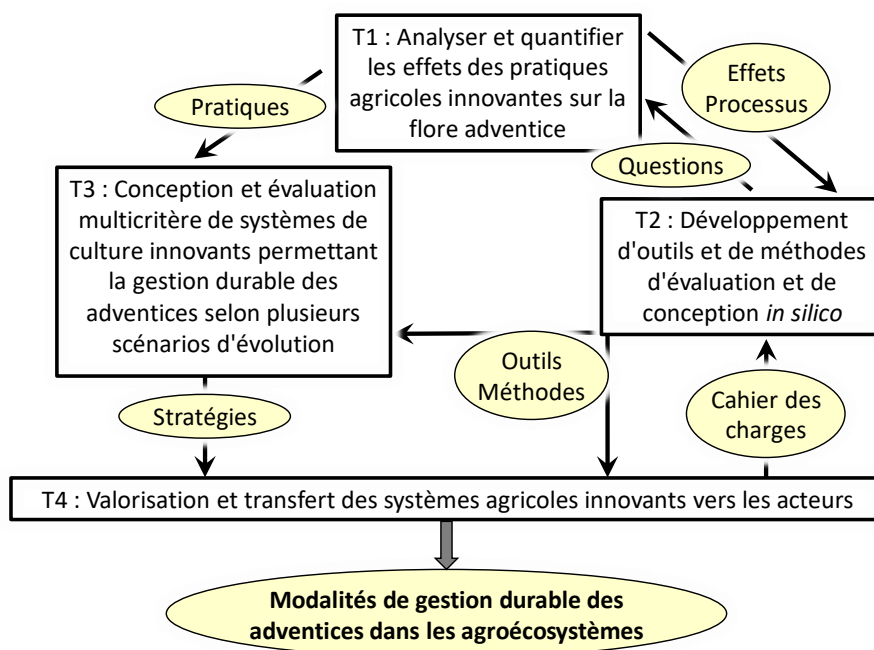 T1 : Analyser et quantifier
les effets des pratiques
agricoles innovantes sur la
flore adventice
Effets
Processus
Pratiques
Questions
T3 : Conception et évaluation
multicritère de systèmes de
culture innovants permettant
la gestion durable des
adventices selon plusieurs
scénarios d'évolution
T2 : Développement
d'outils et de méthodes
d'évaluation et de
conception in silico
Outils
Méthodes
Stratégies
Cahier des
charges
T4 : Valorisation et transfert des systèmes agricoles innovants vers les acteurs
Modalités de gestion durable des
adventices dans les agroécosystèmes